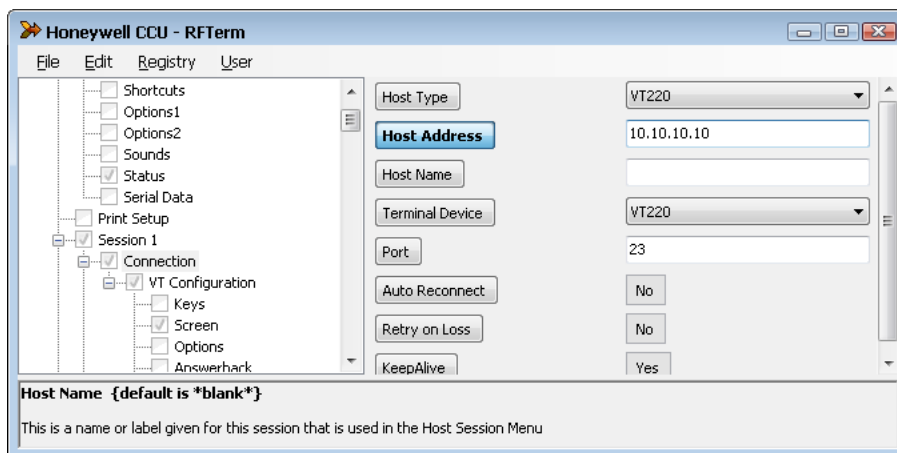 Honeywell CCU - RFTerm
File Edit Registry User
Shortcuts
Options1
Options2
Sounds
Status
Serial Data
Print Setup
Session 1
Connection
VT Configuration
Keys
Screen
Options
Answerback
Host Type VT220
Host Address 10.10.10.10
Host Name
Terminal Device VT220
Port 23
Auto Reconnect No
Retry on Loss No
KeepAlive Yes
Host Name {default is *blank*}
This is a name or label given for this session that is used in the Host Session Menu